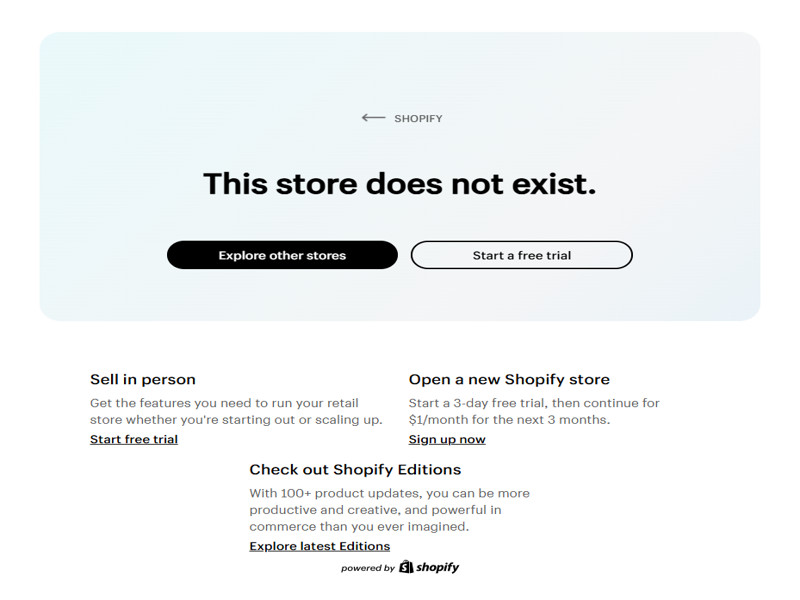 SHOPIFY
This store does not exist.
Explore other stores
Start a free trial
Sell in person
Get the features you need to run your retail
store whether you're starting out or scaling up.
Start free trial
Open a new Shopify store
Start a 3-day free trial, then continue for
$1/month for the next 3 months.
Sign up now
Check out Shopify Editions
With 100+ product updates, you can be more
productive and creative, and powerful in
commerce than you ever imagined.
Explore latest Editions
powered by shopify